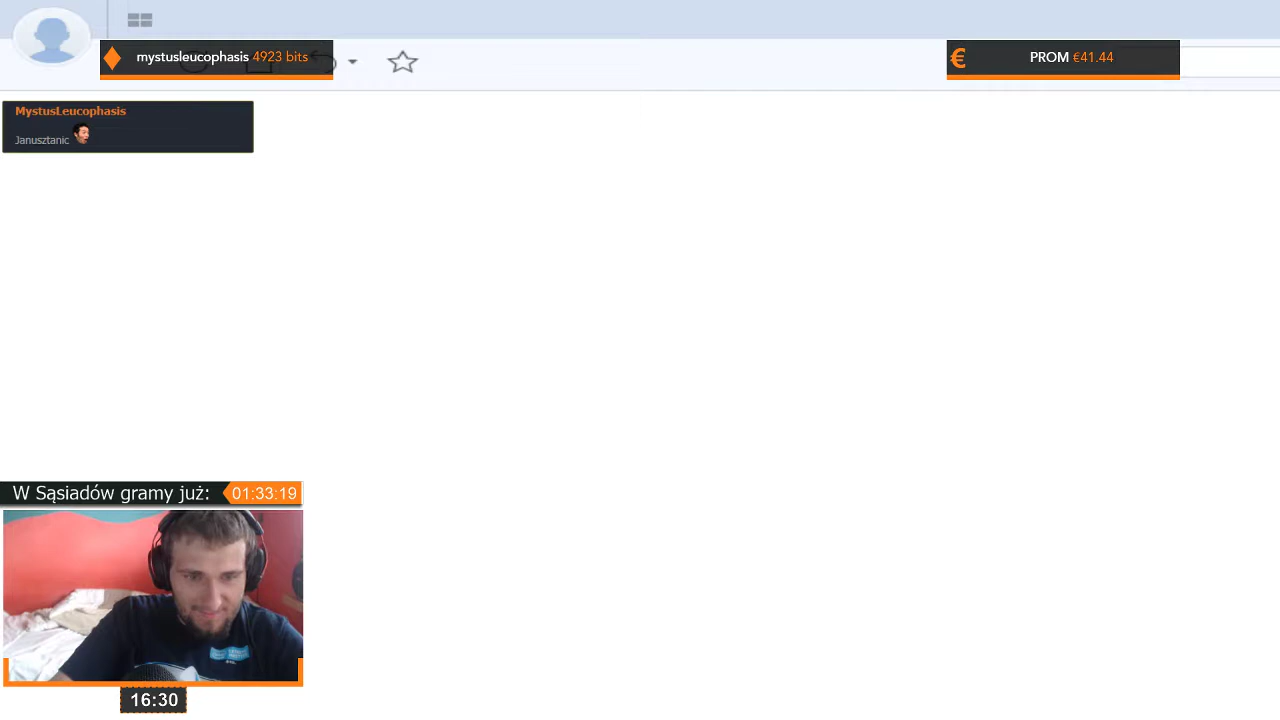 mystusleucophasis 4923 bits
€ PROM €41.44
MystusLeucophasis
Janusztanic
W Sąsiadów gramy już: 01:33:19
16:30